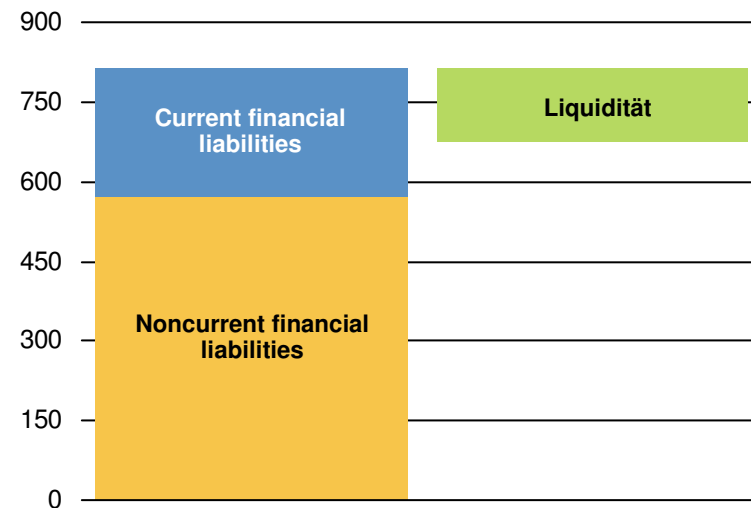 900
750
600
450
300
150
0
Current financial
liabilities
Liquidität
Noncurrent financial
liabilities